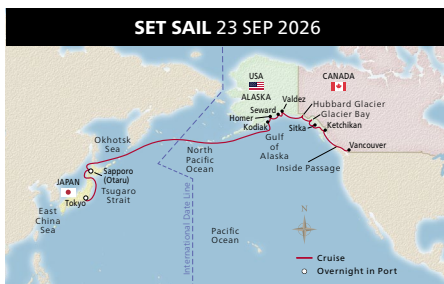 SET SAIL 23 SEP 2026
USA
CANADA
ALASKA
Valdez
Seward
Hubbard Glacier
Glacier Bay
Homer
Kodiak
Sitka
Ketchikan
Gulf
of
Alaska
Vancouver
Inside Passage
Okhotsk
Sea
North
Pacific
Ocean
JAPAN
Sapporo
(Otaru)
Tsugaro
Strait
Tokyo
East
China
Sea
International Date Line
Pacific
Ocean
N
Cruise
Overnight in Port